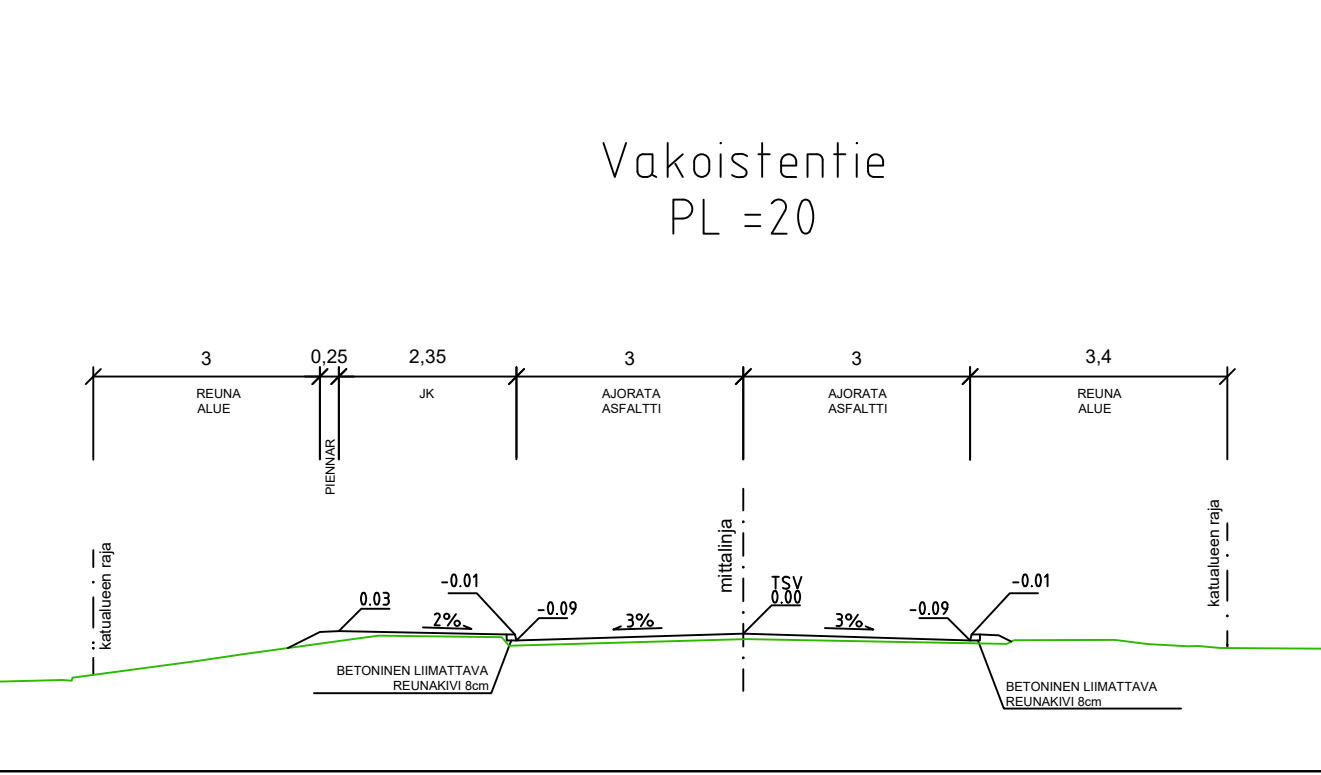 Vakoistentie
PL =20
3
0,25
2,35
3
3
3,4
REUNA
ALUE
PIENNAR
JK
AJORATA
ASFALTTI
AJORATA
ASFALTTI
REUNA
ALUE
katualueen raja
mittalinja
katualueen raja
0.03
2%
-0.01
-0.09
3%
TSV
0.00
3%
-0.09
-0.01
BETONINEN LIIMATTAVA
REUNAKIVI 8cm
BETONINEN LIIMATTAVA
REUNAKIVI 8cm